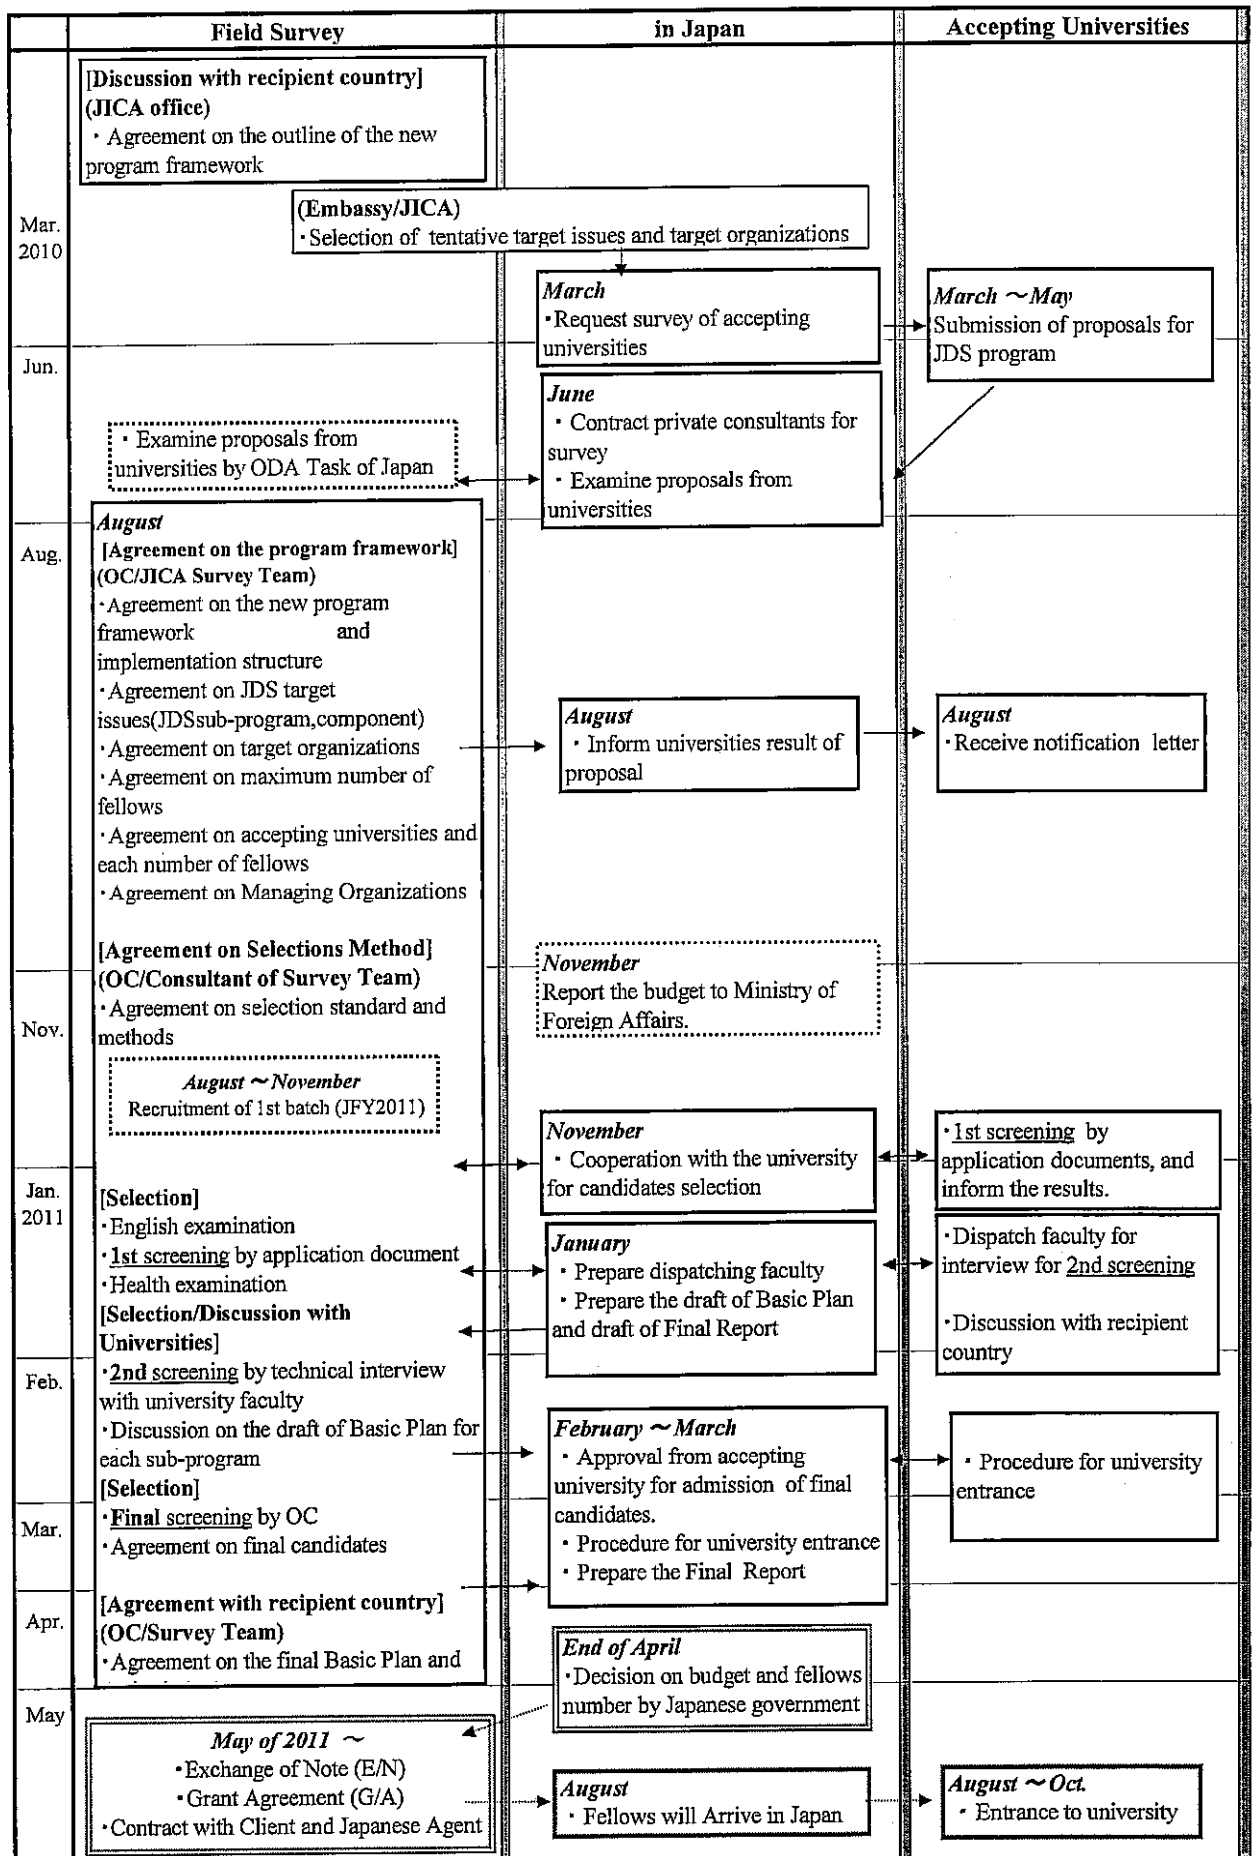 Field Survey
in Japan
Accepting Universities
[Discussion with recipient country]
(JICA office)
・Agreement on the outline of the new
program framework
Mar.
2010
(Embassy/JICA)
・Selection of tentative target issues and target organizations
March
・Request survey of accepting
universities
March ～May
Submission of proposals for
JDS program
Jun.
June
・Contract private consultants for
survey
・Examine proposals from
universities
・Examine proposals from
universities by ODA Task of Japan
Aug.
August
[Agreement on the program framework]
(OC/JICA Survey Team)
・Agreement on the new program
framework and
implementation structure
・Agreement on JDS target
issues(JDSsub-program,component)
・Agreement on target organizations
・Agreement on maximum number of
fellows
・Agreement on accepting universities and
each number of fellows
・Agreement on Managing Organizations
August
・Inform universities result of
proposal
August
・Receive notification letter
[Agreement on Selections Method]
(OC/Consultant of Survey Team)
・Agreement on selection standard and
methods
Nov.
November
Report the budget to Ministry of
Foreign Affairs.
August ～November
Recruitment of 1st batch (JFY2011)
November
・Cooperation with the university
for candidates selection
・1st screening by
application documents, and
inform the results.
Jan.
2011
[Selection]
・English examination
・1st screening by application document
・Health examination
[Selection/Discussion with
Universities]
・2nd screening by technical interview
with university faculty
・Discussion on the draft of Basic Plan for
each sub-program
[Selection]
・Final screening by OC
・Agreement on final candidates
January
・Prepare dispatching faculty
・Prepare the draft of Basic Plan
and draft of Final Report
・Dispatch faculty for
interview for 2nd screening
・Discussion with recipient
country
Feb.
February ～March
・Approval from accepting
university for admission of final
candidates.
・Procedure for university entrance
・Prepare the Final Report
・Procedure for university
entrance
Mar.
Apr.
[Agreement with recipient country]
(OC/Survey Team)
・Agreement on the final Basic Plan and
End of April
・Decision on budget and fellows
number by Japanese government
May
May of 2011 ～
・Exchange of Note (E/N)
・Grant Agreement (G/A)
・Contract with Client and Japanese Agent
August
・Fellows will Arrive in Japan
August ～Oct.
・Entrance to university